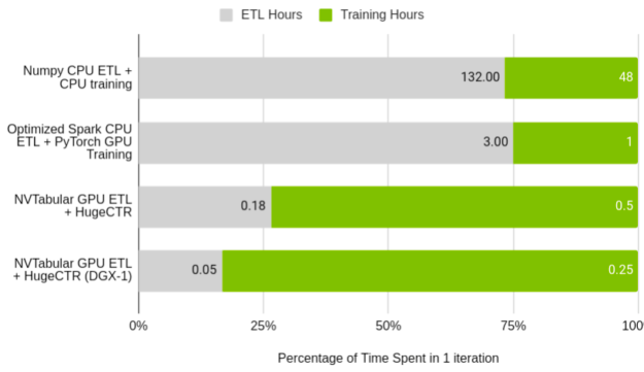 ETL Hours Training Hours
Numpy CPU ETL +
CPU training
132.00 48
Optimized Spark CPU
ETL + PyTorch GPU
Training
3.00 1
NVTabular GPU ETL
+ HugeCTR
0.18 0.5
NVTabular GPU ETL
+ HugeCTR (DGX-1)
0.05 0.25
0% 25% 50% 75% 100
Percentage of Time Spent in 1 iteration